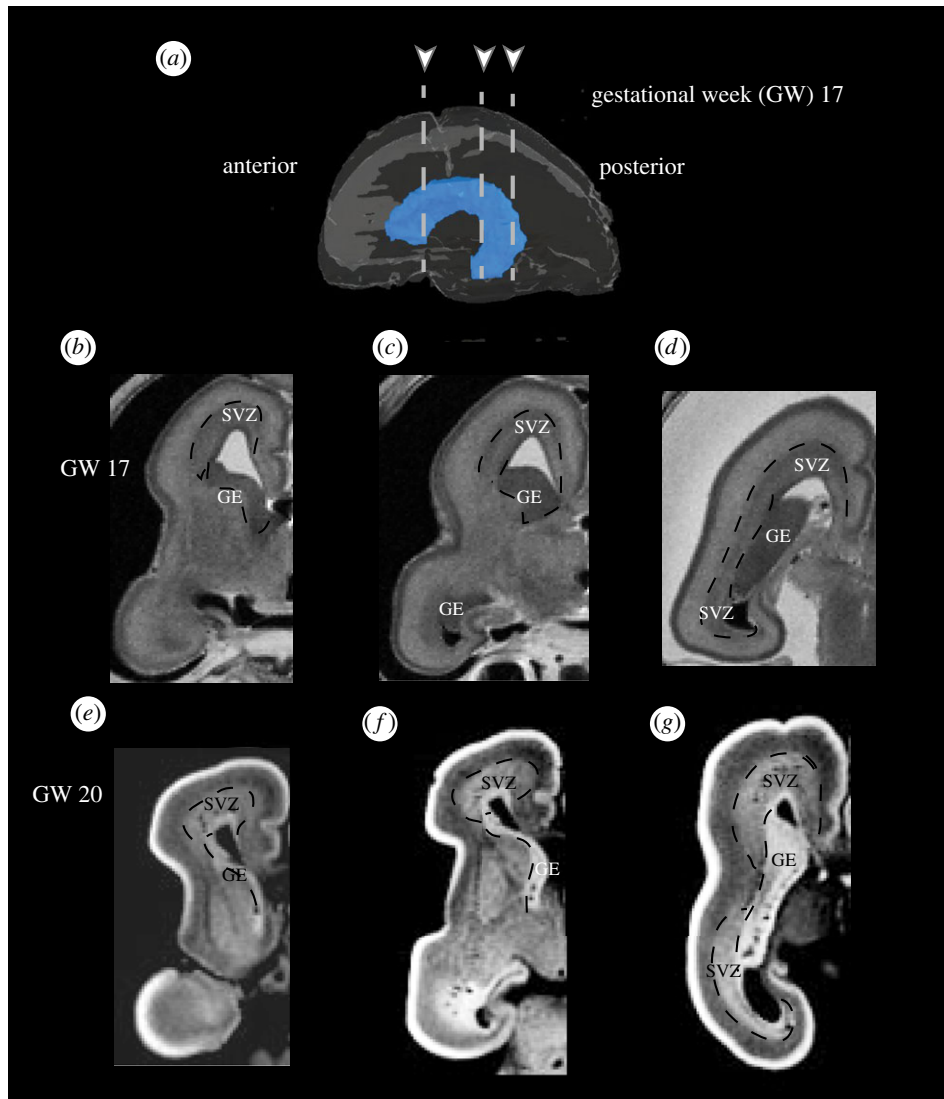 (a)
gestational week (GW) 17
anterior
posterior
(b)
(c)
(d)
GW 17
SVZ
GE
SVZ
GE
GE
SVZ
GE
SVZ
(e)
(f)
(g)
GW 20
SVZ
GE
SVZ
GE
SVZ
GE
SVZ